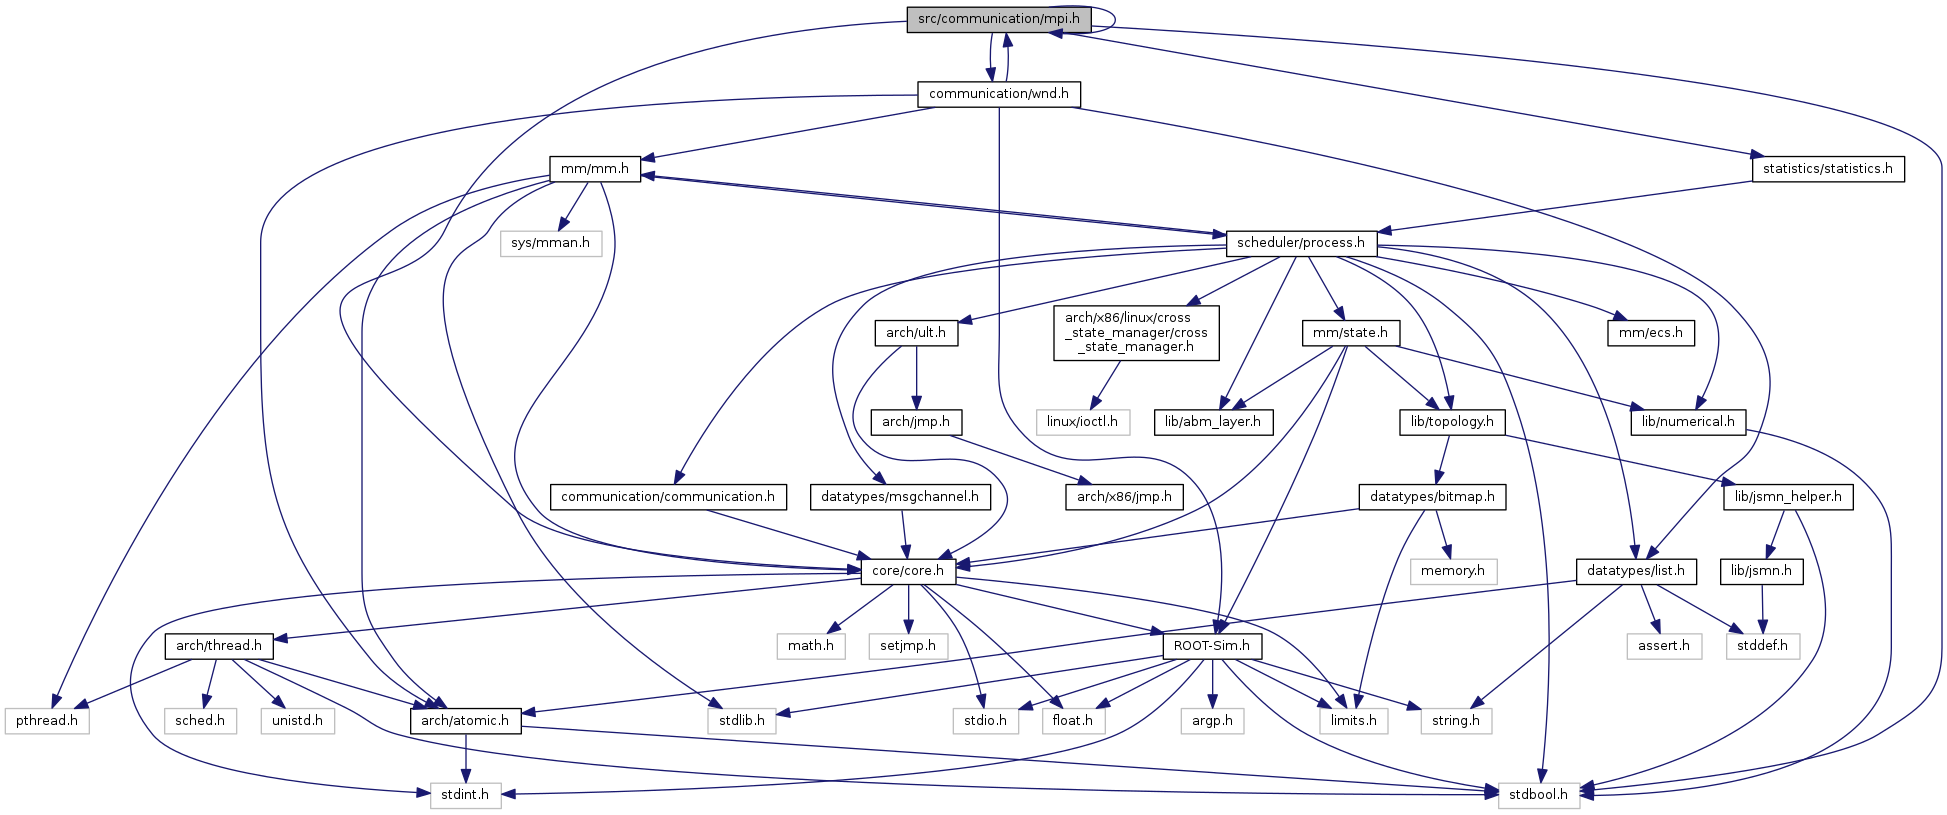 src/communication/mpi.h
communication/wnd.h
mm/mm.h
statistics/statistics.h
sys/mman.h
scheduler/process.h
arch/ult.h
arch/x86/linux/cross
_state_manager/cross
_state_manager.h
mm/state.h
mm/ecs.h
arch/jmp.h
linux/ioctl.h
lib/abm_layer.h
lib/topology.h
lib/numerical.h
communication/communication.h
datatypes/msgchannel.h
arch/x86/jmp.h
datatypes/bitmap.h
lib/jsmn_helper.h
core/core.h
memory.h
datatypes/list.h
lib/jsmn.h
arch/thread.h
math.h
setjmp.h
ROOT-Sim.h
assert.h
stddef.h
pthread.h
sched.h
unistd.h
arch/atomic.h
stdlib.h
stdio.h
float.h
argp.h
limits.h
string.h
stdint.h
stdbool.h